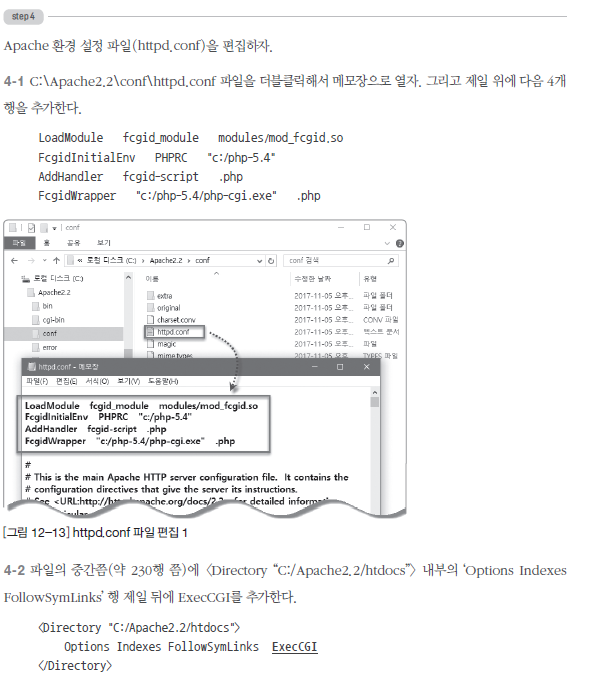 step 4
Apache 환경 설정 파일(httpd.conf)을 편집하자.
4-1 C:\Apache2.2\conf\httpd.conf 파일을 더블클릭해서 메모장으로 열자. 그리고 제일 위에 다음 4개
행을 추가한다.
LoadModule fcgid_module modules/mod_fcgid.so
FcgidInitialEnv PHPRC "c:/php-5.4"
AddHandler fcgid-script .php
FcgidWrapper "c:/php-5.4/php-cgi.exe" .php
conf
파일 홈 공유 보기
« 로컬 디스크 (C:) › Apache2.2 › conf
conf 검색
로컬 디스크 (C:)
Apache2.2
bin
cgi-bin
conf
error
이름 수정한 날짜 유형
extra 2017-11-05 오후... 파일 폴더
original 2017-11-05 오후... 파일 폴더
charset.conv 2017-11-05 오후... CONV 파일
httpd.conf 2017-11-05 오후... 텍스트 문서
magic 2017-11-05 오후... 파일
mime.types 2017-11-05 오후... TYPES 파일
httpd.conf - 메모장
파일(F) 편집(E) 서식(O) 보기(V) 도움말(H)
LoadModule fcgid_module modules/mod_fcgid.so
FcgidInitialEnv PHPRC "c:/php-5.4"
AddHandler fcgid-script .php
FcgidWrapper "c:/php-5.4/php-cgi.exe" .php
#
# This is the main Apache HTTP server configuration file. It contains the
# configuration directives that give the server its instructions.
# See <URL:http:// apache.org/docs/2.2 for detailed
[그림 12–13] httpd.conf 파일 편집 1
4-2 파일의 중간쯤(약 230행 쯤)에 〈Directory “C:/Apache2.2/htdocs”〉 내부의 ‘Options Indexes
FollowSymLinks’ 행 제일 뒤에 ExecCGI를 추가한다.
<Directory "C:/Apache2.2/htdocs">
Options Indexes FollowSymLinks ExecCGI
</Directory>